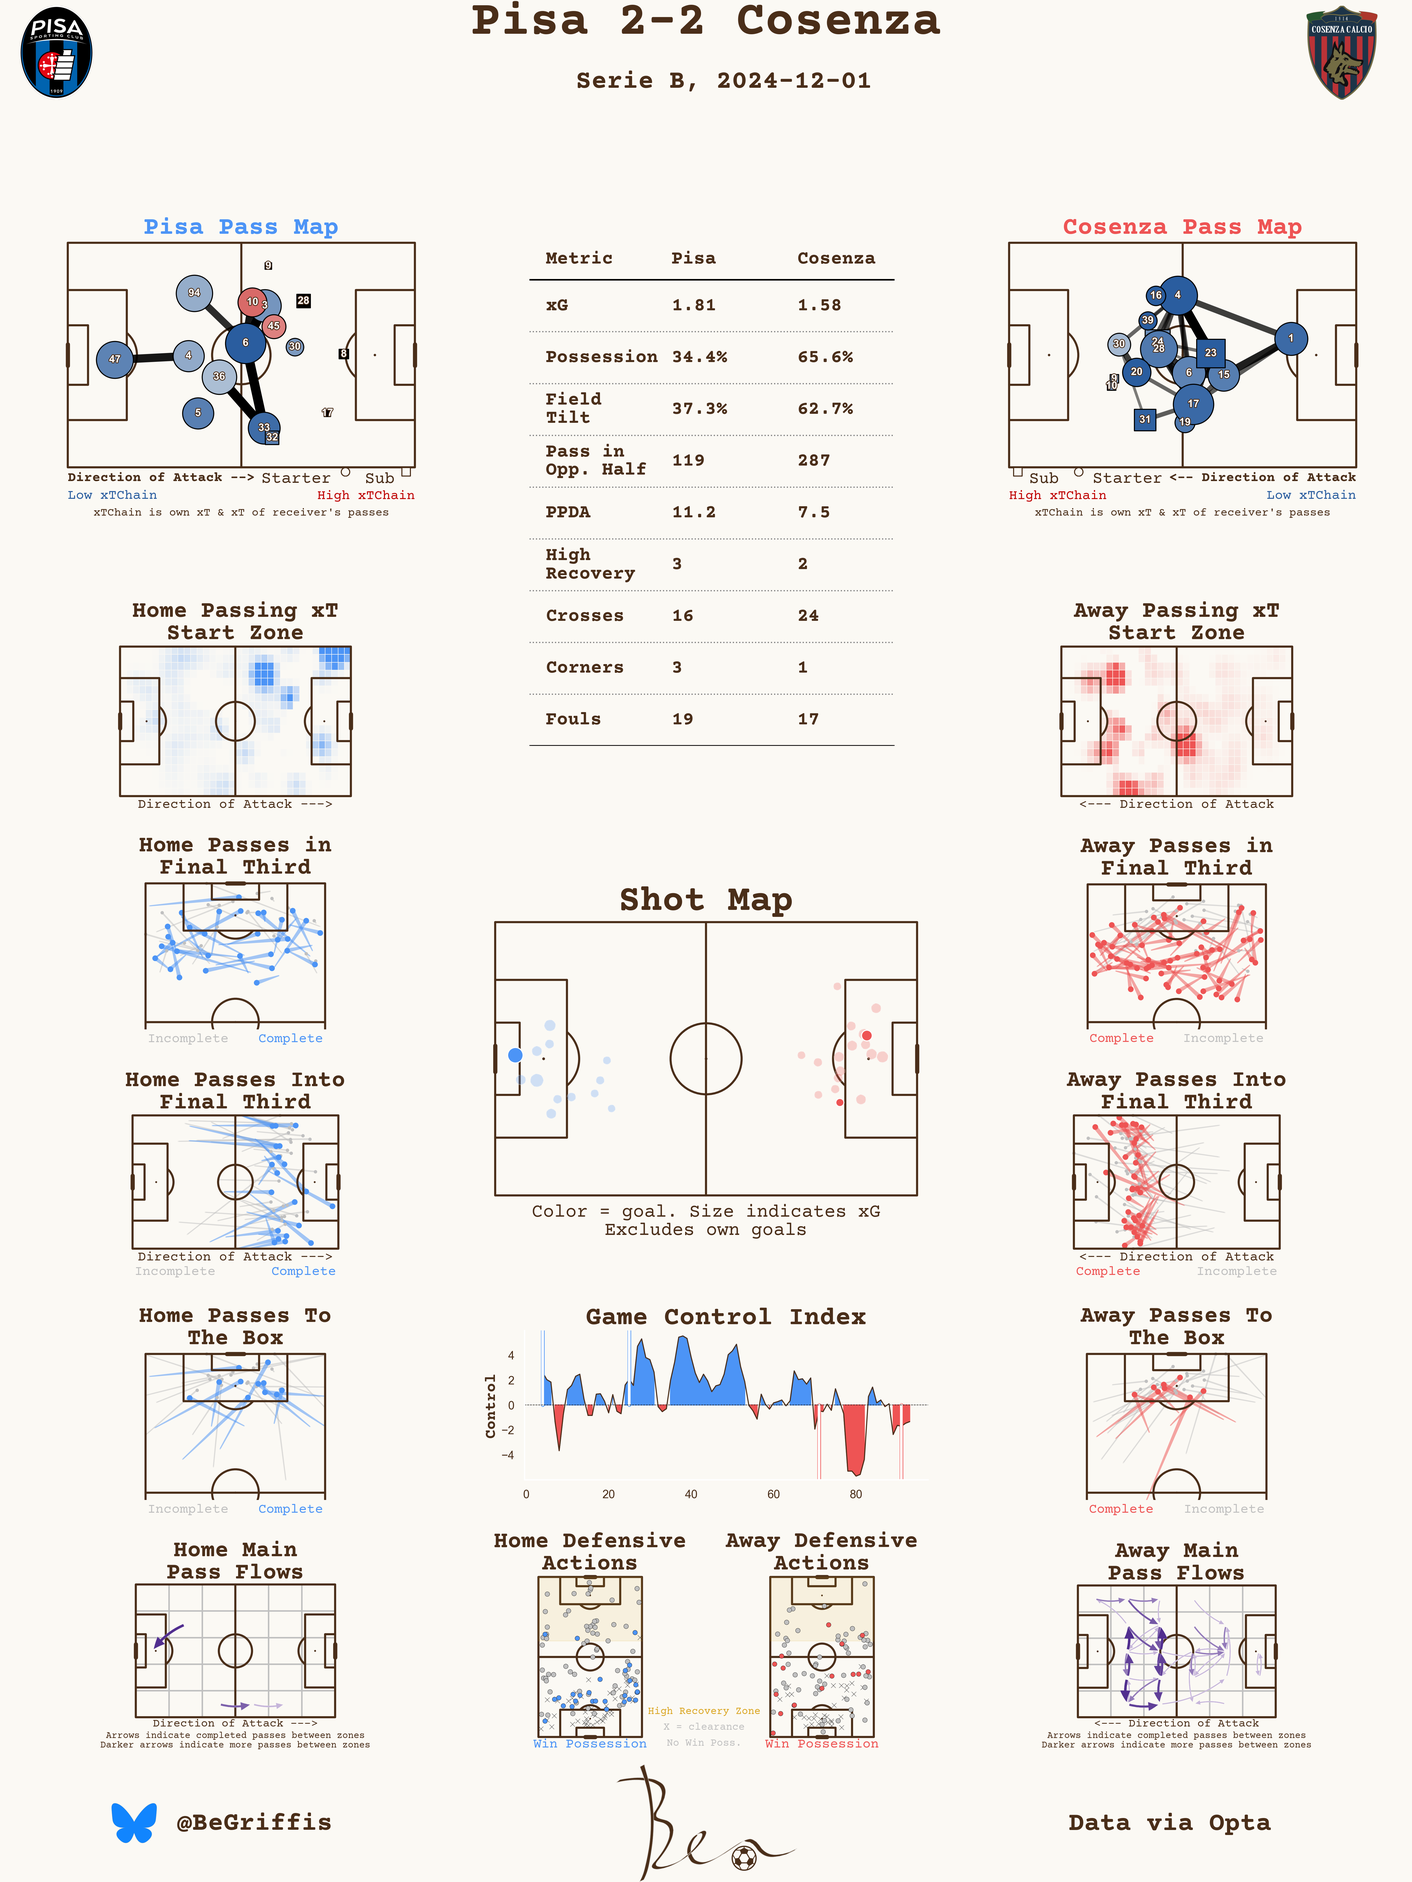 Pisa 2-2 Cosenza
Serie B, 2024-12-01
PISA
SPORTING CLUB
1909
1914
COSENZA CALCIO
Pisa Pass Map
9
94
10
3
28
45
6
30
47
4
8
36
5
33
32
17
Direction of Attack --> Starter Sub
Low xTChain High xTChain
xTChain is own xT & xT of receiver's passes
Metric Pisa Cosenza
xG 1.81 1.58
Possession 34.4% 65.6%
Field
Tilt 37.3% 62.7%
Pass in
Opp. Half 119 287
PPDA 11.2 7.5
High
Recovery 3 2
Crosses 16 24
Corners 3 1
Fouls 19 17
Cosenza Pass Map
16
4
39
30
24
28
23
1
20
6
15
9
10
17
31
19
Sub Starter <-- Direction of Attack
High xTChain Low xTChain
xTChain is own xT & xT of receiver's passes
Home Passing xT
Start Zone
Direction of Attack --->
Away Passing xT
Start Zone
<--- Direction of Attack
Home Passes in
Final Third
Incomplete Complete
Away Passes in
Final Third
Complete Incomplete
Shot Map
Color = goal. Size indicates xG
Excludes own goals
Home Passes Into
Final Third
Direction of Attack --->
Incomplete Complete
Away Passes Into
Final Third
<--- Direction of Attack
Complete Incomplete
Home Passes To
The Box
Incomplete Complete
Game Control Index
Control
4
2
0
−2
−4
0 20 40 60 80
Away Passes To
The Box
Complete Incomplete
Home Main
Pass Flows
Direction of Attack --->
Arrows indicate completed passes between zones
Darker arrows indicate more passes between zones
Home Defensive
Actions
Win Possession
Away Defensive
Actions
Win Possession
High Recovery Zone
X = clearance
No Win Poss.
Away Main
Pass Flows
<--- Direction of Attack
Arrows indicate completed passes between zones
Darker arrows indicate more passes between zones
@BeGriffis
Ben
Data via Opta